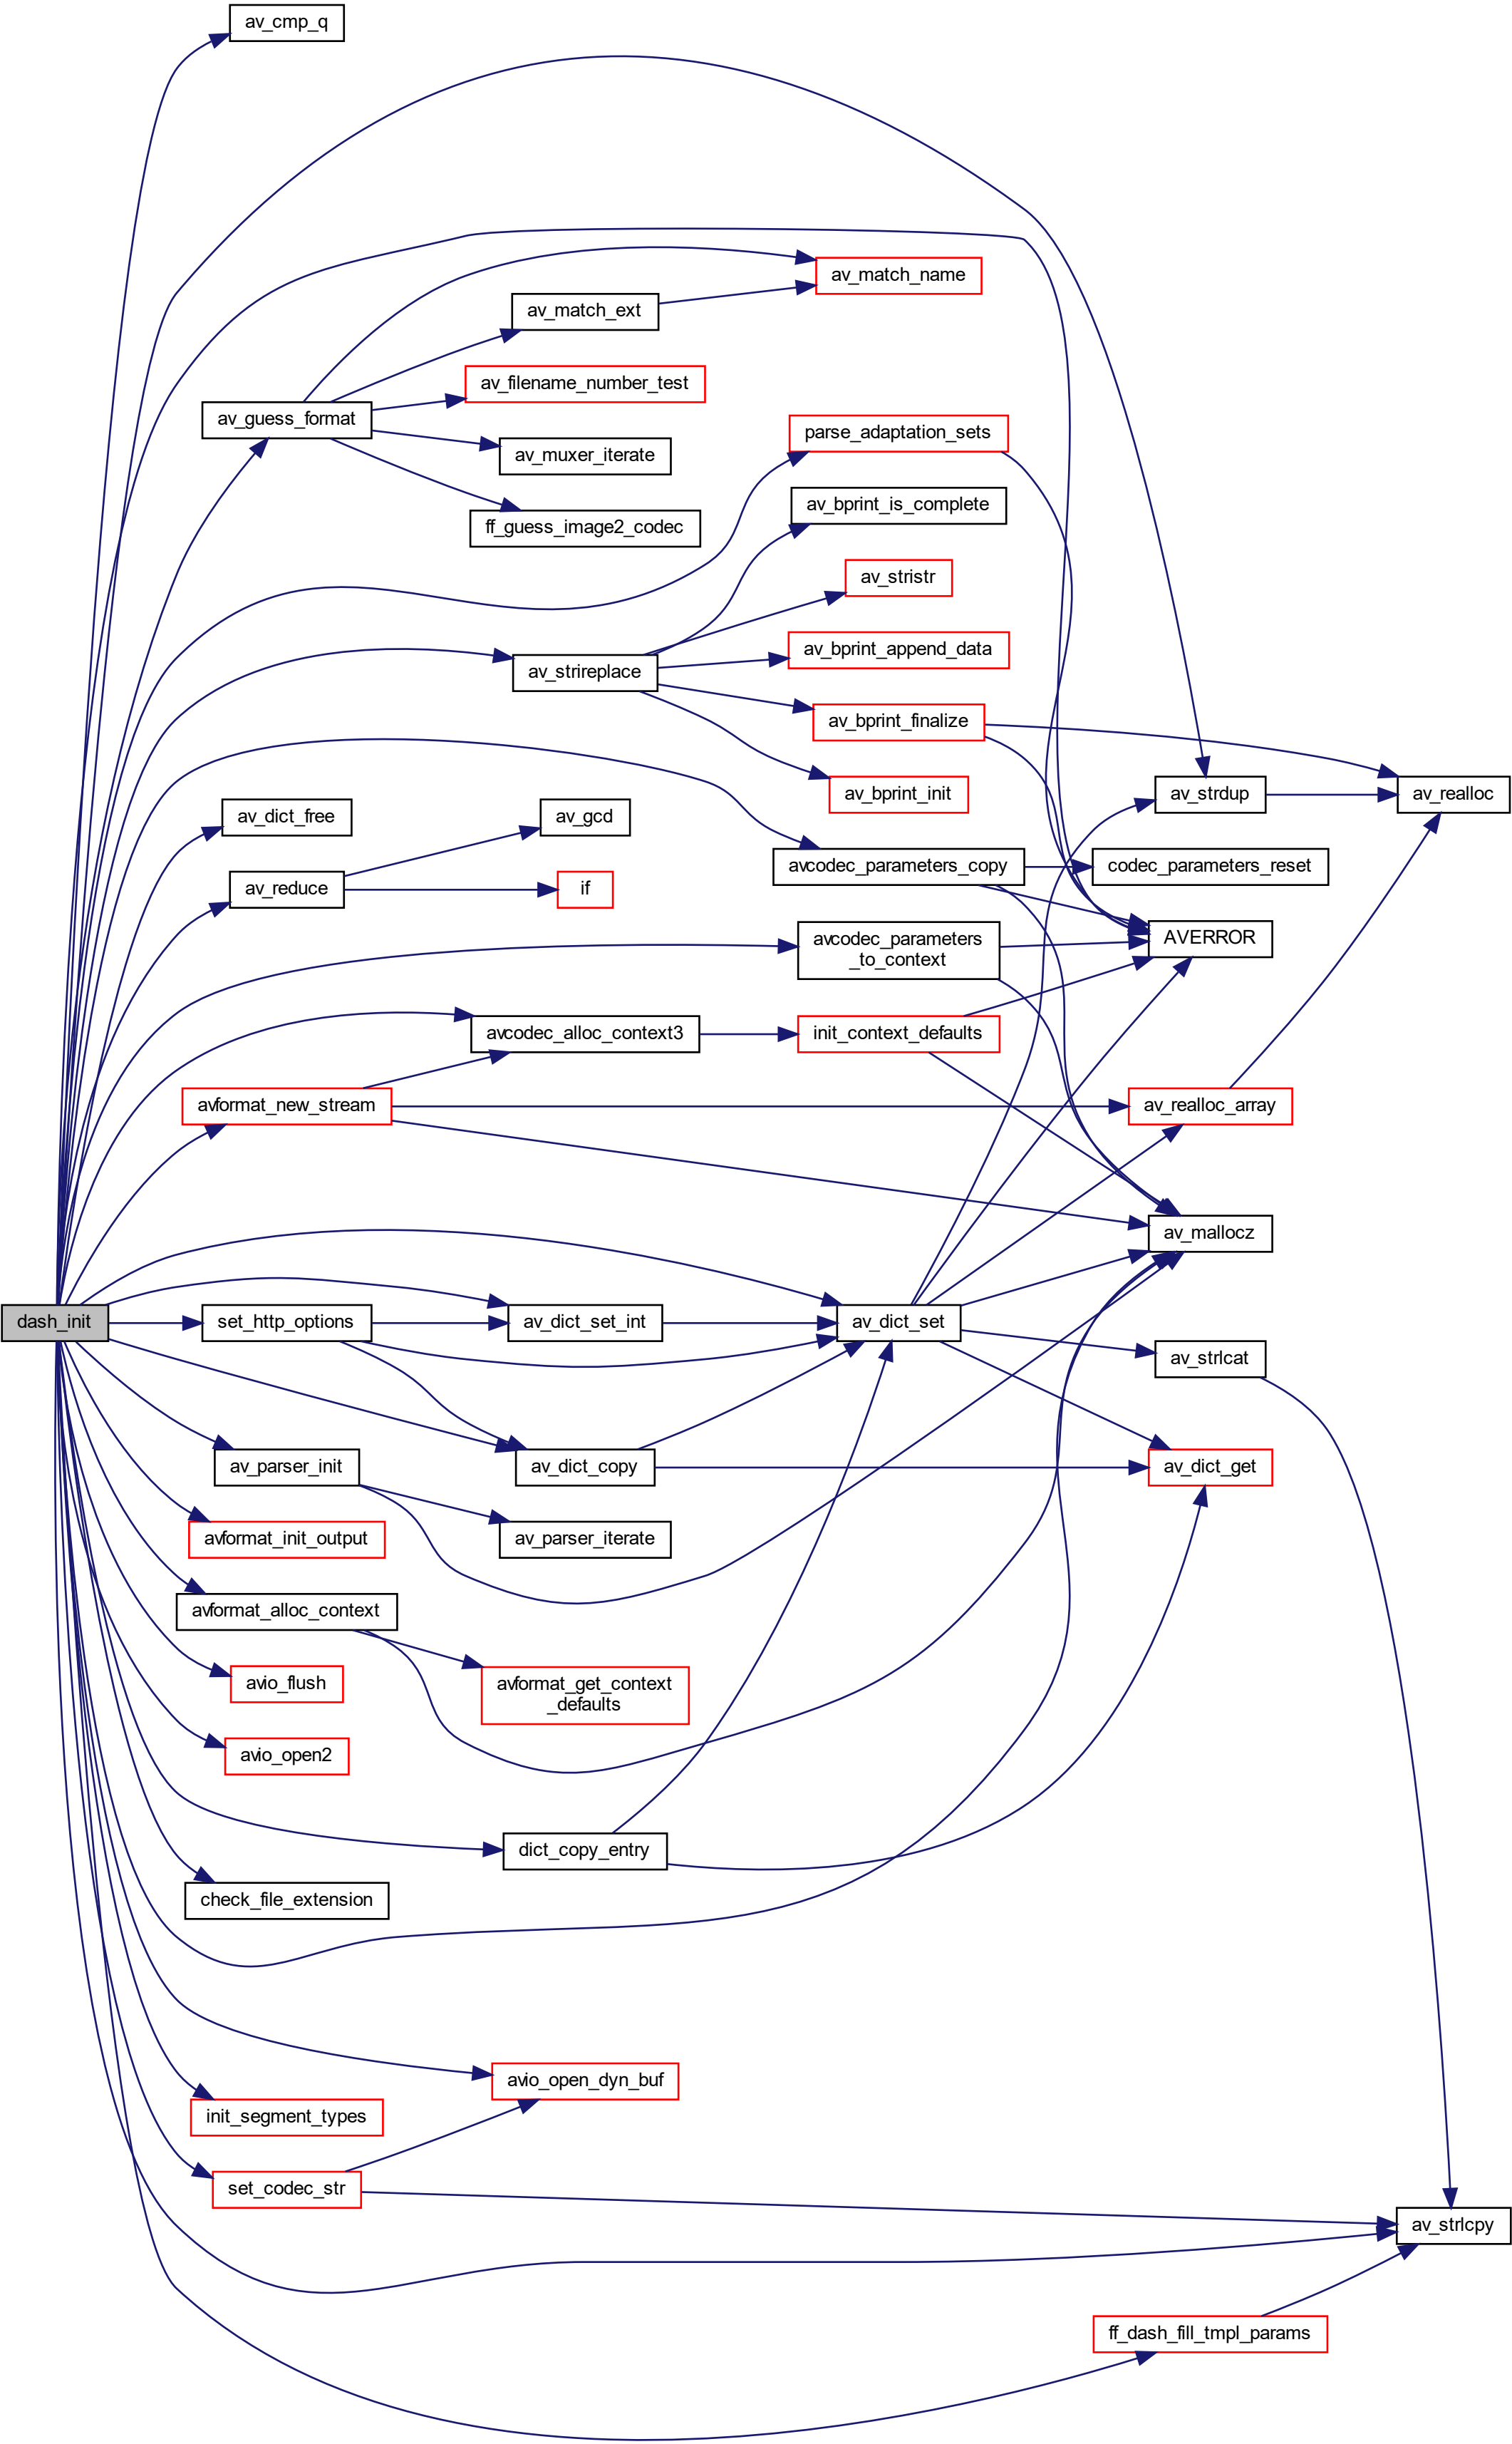 av_cmp_q
av_match_name
av_match_ext
av_filename_number_test
av_guess_format
parse_adaptation_sets
av_muxer_iterate
av_bprint_is_complete
ff_guess_image2_codec
av_stristr
av_bprint_append_data
av_strireplace
av_bprint_finalize
av_bprint_init
av_strdup
av_realloc
av_dict_free
av_gcd
avcodec_parameters_copy
codec_parameters_reset
av_reduce
if
avcodec_parameters
_to_context
AVERROR
avcodec_alloc_context3
init_context_defaults
avformat_new_stream
av_realloc_array
av_mallocz
dash_init
set_http_options
av_dict_set_int
av_dict_set
av_strlcat
av_parser_init
av_dict_copy
av_dict_get
avformat_init_output
av_parser_iterate
avformat_alloc_context
avio_flush
avformat_get_context
_defaults
avio_open2
dict_copy_entry
check_file_extension
avio_open_dyn_buf
init_segment_types
set_codec_str
av_strlcpy
ff_dash_fill_tmpl_params